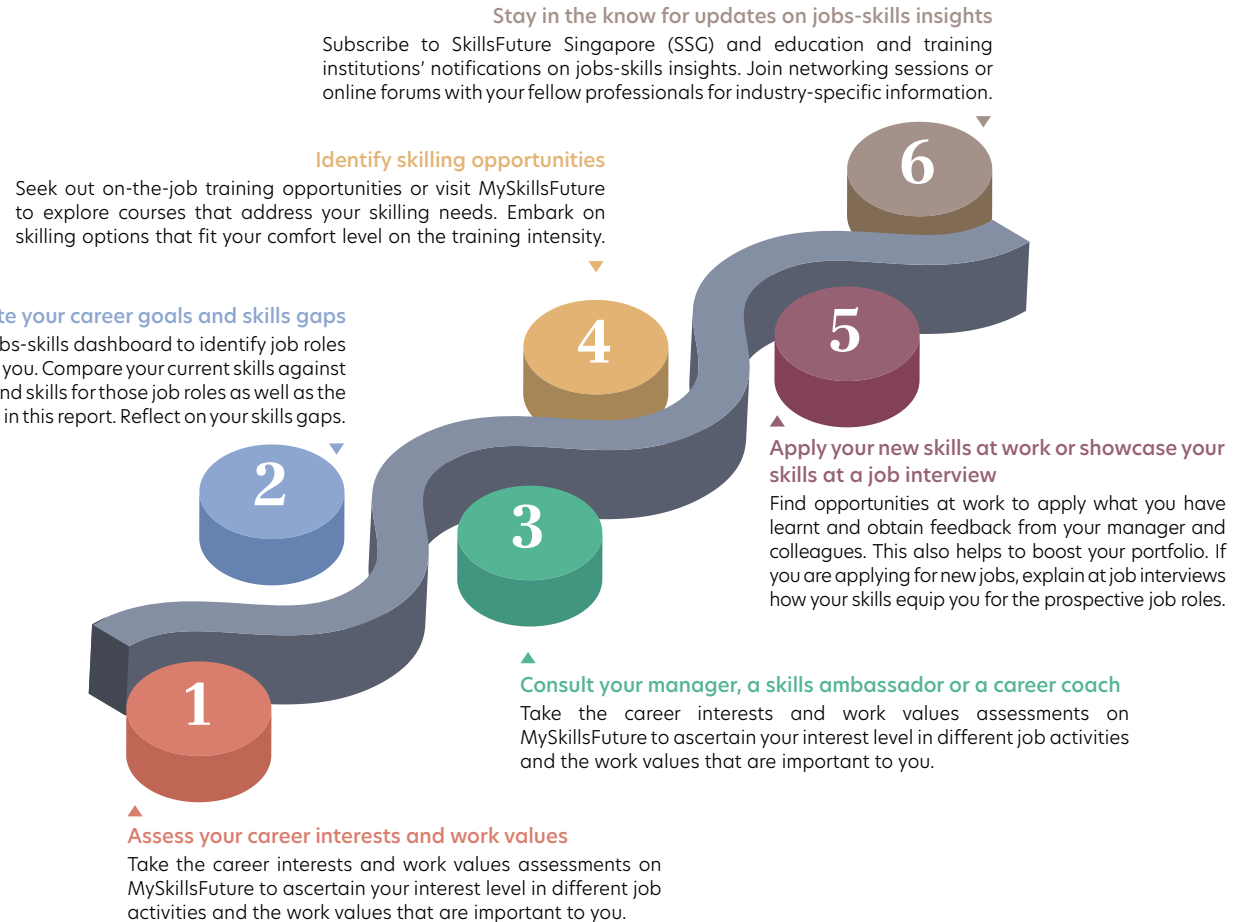 Stay in the know for updates on jobs-skills insights
Subscribe to SkillsFuture Singapore (SSG) and education and training
institutions’ notifications on jobs-skills insights. Join networking sessions or
online forums with your fellow professionals for industry-specific information.
6
Identify skilling opportunities
Seek out on-the-job training opportunities or visit MySkillsFuture
to explore courses that address your skilling needs. Embark on
skilling options that fit your comfort level on the training intensity.
4
your career goals and skills gaps
dashboard to identify job roles
you. Compare your current skills against
skills for those job roles as well as the
in this report. Reflect on your skills gaps.
2
5
Apply your new skills at work or showcase your
skills at a job interview
Find opportunities at work to apply what you have
learnt and obtain feedback from your manager and
colleagues. This also helps to boost your portfolio. If
you are applying for new jobs, explain at job interviews
how your skills equip you for the prospective job roles.
3
Consult your manager, a skills ambassador or a career coach
Take the career interests and work values assessments on
MySkillsFuture to ascertain your interest level in different job activities
and the work values that are important to you.
1
Assess your career interests and work values
Take the career interests and work values assessments on
MySkillsFuture to ascertain your interest level in different job
activities and the work values that are important to you.